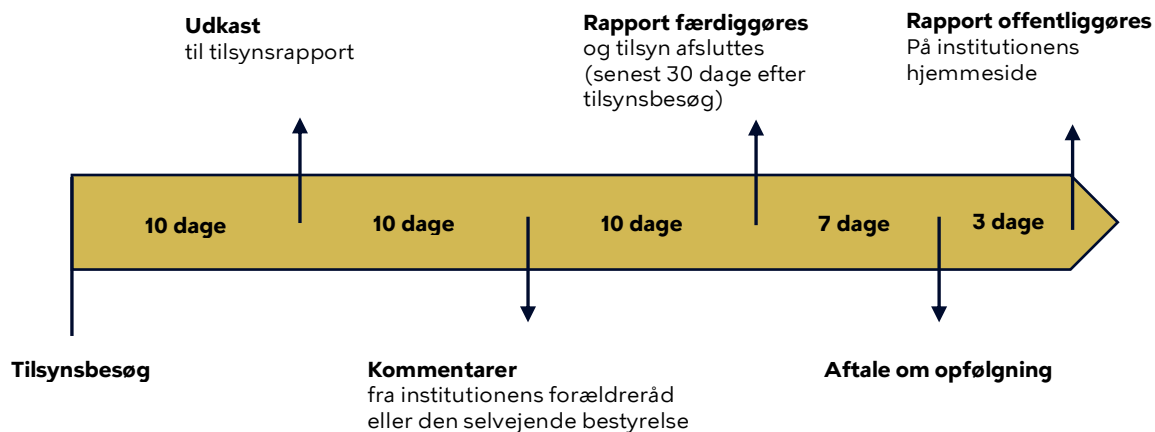 Udkast
til tilsynsrapport
Rapport færdiggøres
og tilsyn afsluttes
(senest 30 dage efter
tilsynsbesøg)
Rapport offentliggøres
På institutionens
hjemmeside
10 dage
10 dage
10 dage
7 dage
3 dage
Tilsynsbesøg
Kommentarer
fra institutionens forældreråd
eller den selvejende bestyrelse
Aftale om opfølgning